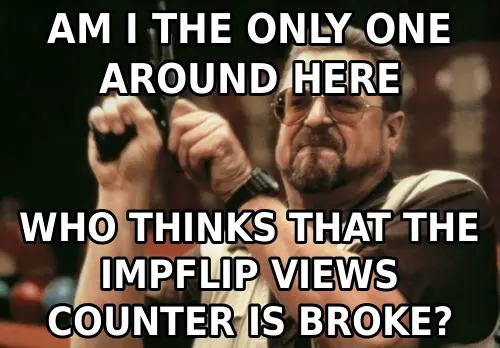 AM I THE ONLY ONE
AROUND HERE
WHO THINKS THAT THE
IMPFLIP VIEWS
COUNTER IS BROKE?